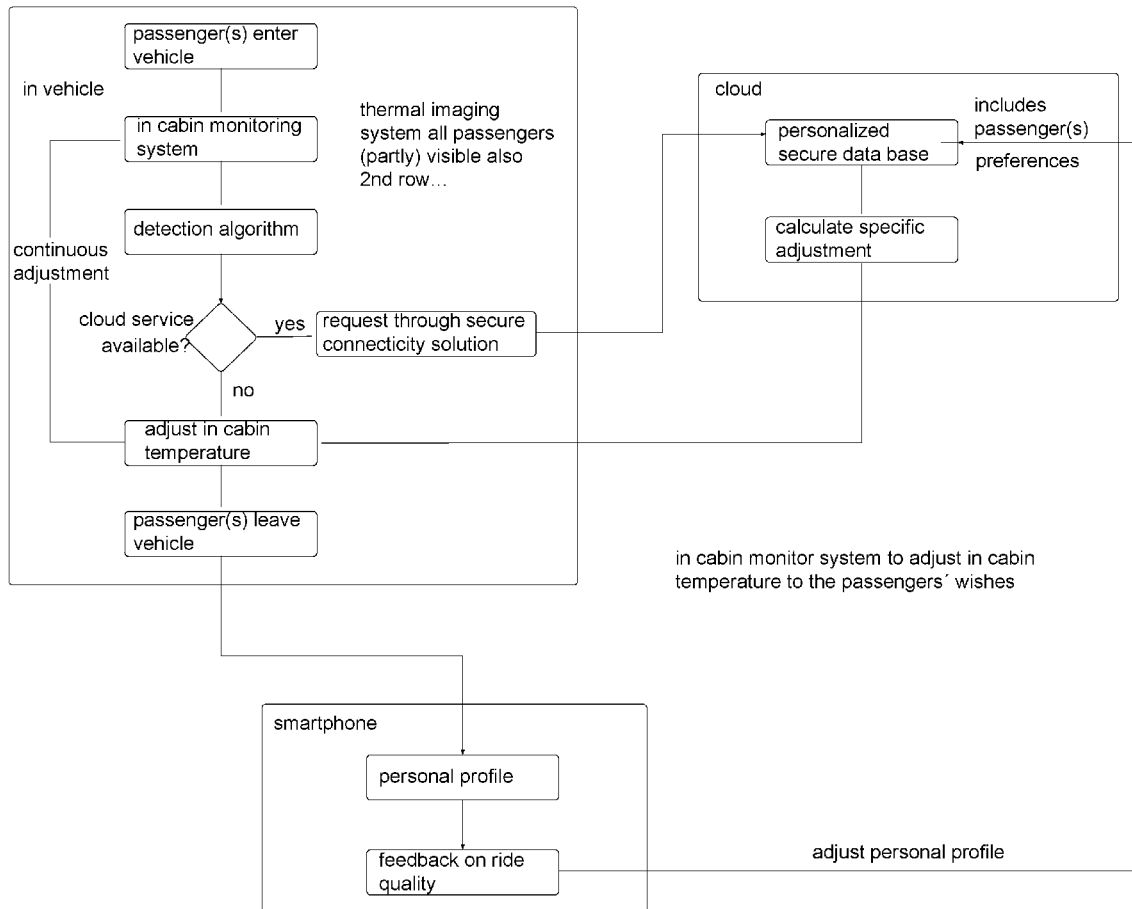 passenger(s) enter
vehicle
in vehicle
in cabin monitoring
system
thermal imaging
system all passengers
(partly) visible also
2nd row…
detection algorithm
continuous
adjustment
cloud service
available?
yes
request through secure
connecticity solution
no
adjust in cabin
temperature
passenger(s) leave
vehicle
cloud
personalized
secure data base
includes
passenger(s)
preferences
calculate specific
adjustment
in cabin monitor system to adjust in cabin
temperature to the passengers´ wishes
smartphone
personal profile
feedback on ride
quality
adjust personal profile